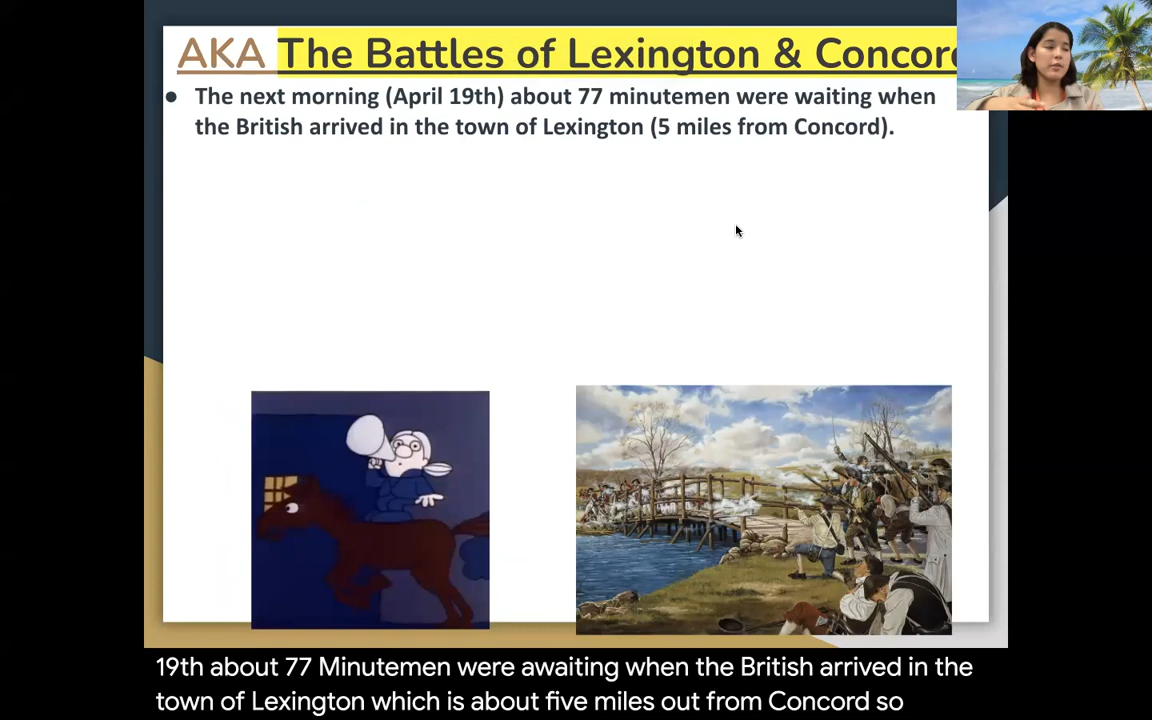 AKA The Battles of Lexington & Concor
● The next morning (April 19th) about 77 minutemen were waiting when
the British arrived in the town of Lexington (5 miles from Concord).
19th about 77 Minutemen were awaiting when the British arrived in the
town of Lexington which is about five miles out from Concord so